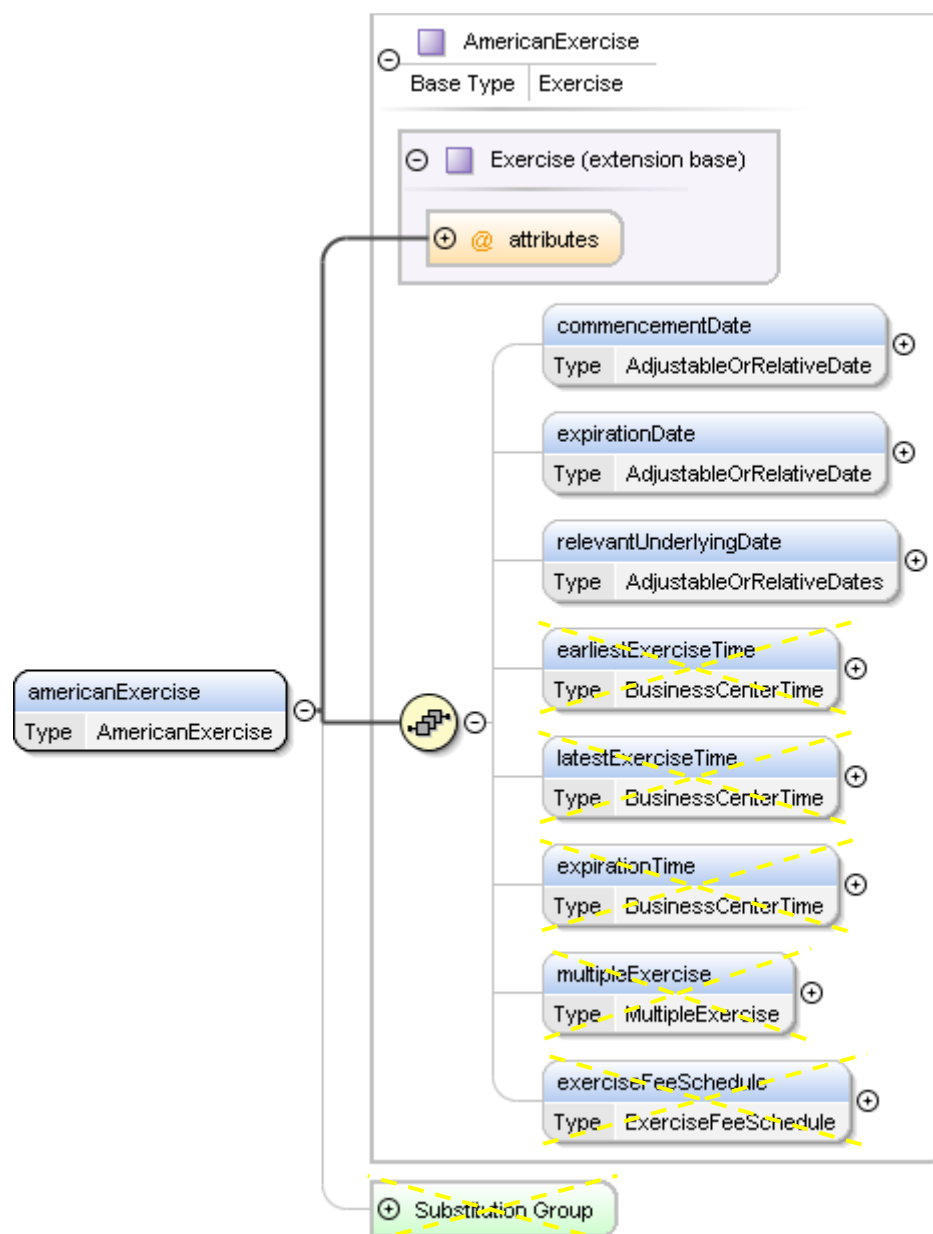 AmericanExercise
Base Type Exercise
Exercise (extension base)
@ attributes
commencementDate
Type AdjustableOrRelativeDate
expirationDate
Type AdjustableOrRelativeDate
relevantUnderlyingDate
Type AdjustableOrRelativeDates
earliestExerciseTime
Type BusinessCenterTime
americanExercise
Type AmericanExercise
latestExerciseTime
Type BusinessCenterTime
expirationTime
Type BusinessCenterTime
multipleExercise
Type MultipleExercise
exerciseFeeSchedule
Type ExerciseFeeSchedule
Substitution Group